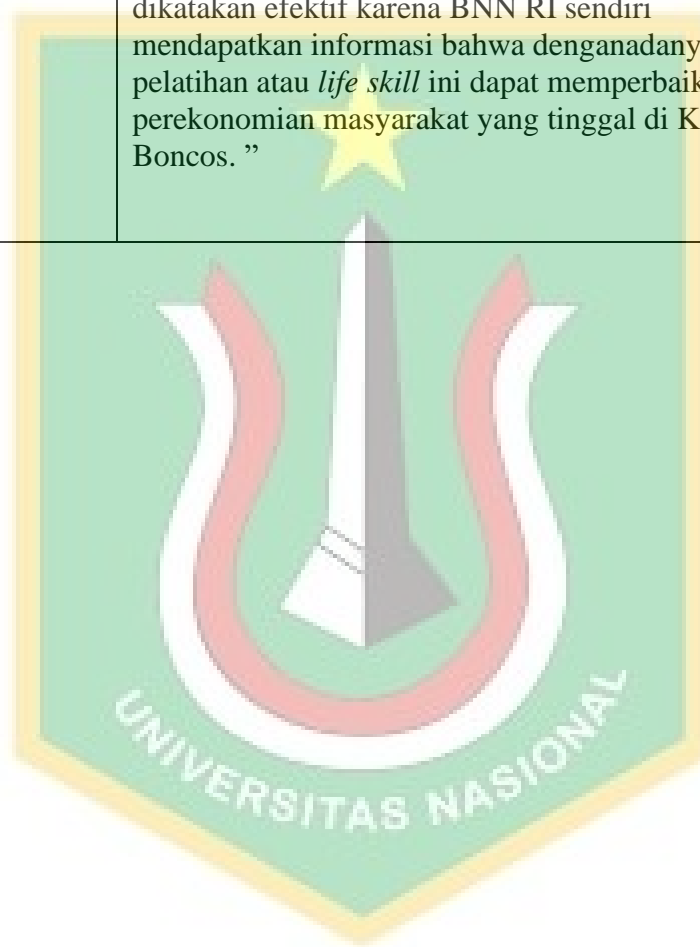 dikatakan efektif karena BNN RI sendiri
mendapatkan informasi bahwa denganadany
pelatihan atau life skill ini dapat memperbaik
perekonomian masyarakat yang tinggal di K
Boncos. ”
UNIVERSITAS NASIONAL